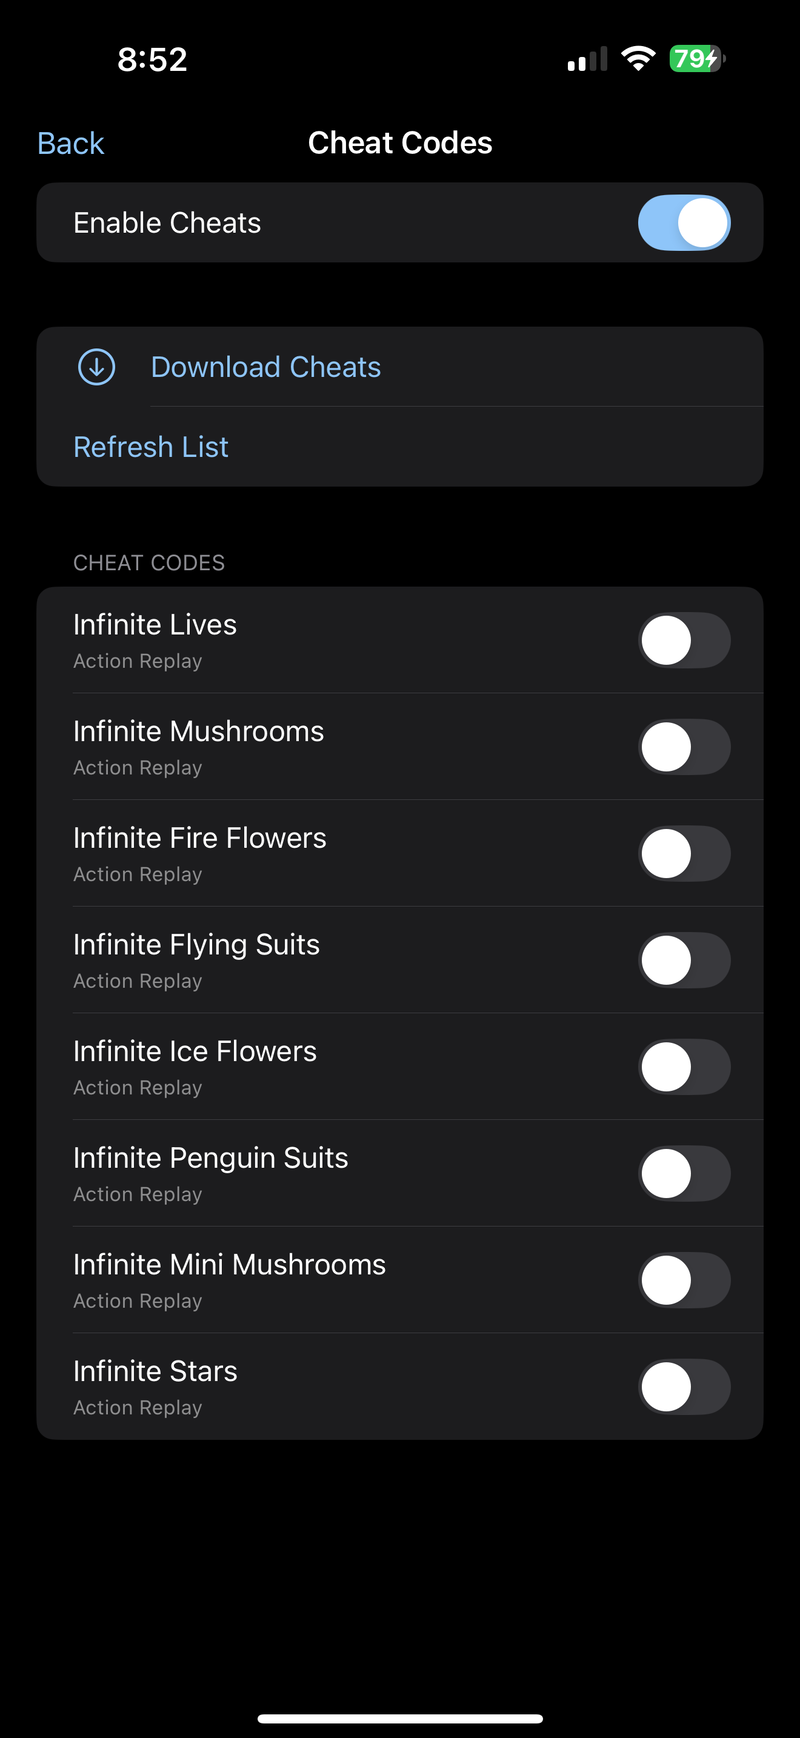 8:52
79
Back
Cheat Codes
Enable Cheats
Download Cheats
Refresh List
CHEAT CODES
Infinite Lives
Action Replay
Infinite Mushrooms
Action Replay
Infinite Fire Flowers
Action Replay
Infinite Flying Suits
Action Replay
Infinite Ice Flowers
Action Replay
Infinite Penguin Suits
Action Replay
Infinite Mini Mushrooms
Action Replay
Infinite Stars
Action Replay